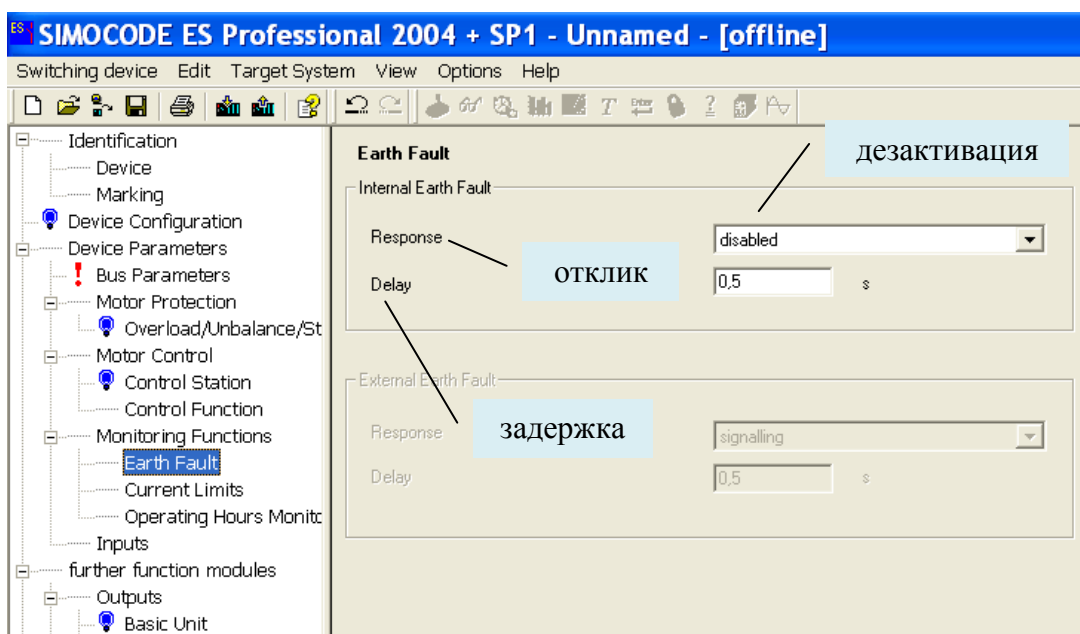 SIMOCODE ES Professional 2004 + SP1 - Unnamed - [offline]
Switching device Edit Target System View Options Help
Identification
Device
Marking
Device Configuration
Device Parameters
Bus Parameters
Motor Protection
Overload/Unbalance/St
Motor Control
Control Station
Control Function
Monitoring Functions
Earth Fault
Current Limits
Operating Hours Monito
Inputs
further function modules
Outputs
Basic Unit
Earth Fault
дезактивация
Internal Earth Fault
Response
disabled
отклик
Delay
0,5 s
External Earth Fault
Response
signalling
задержка
Delay
0,5 s